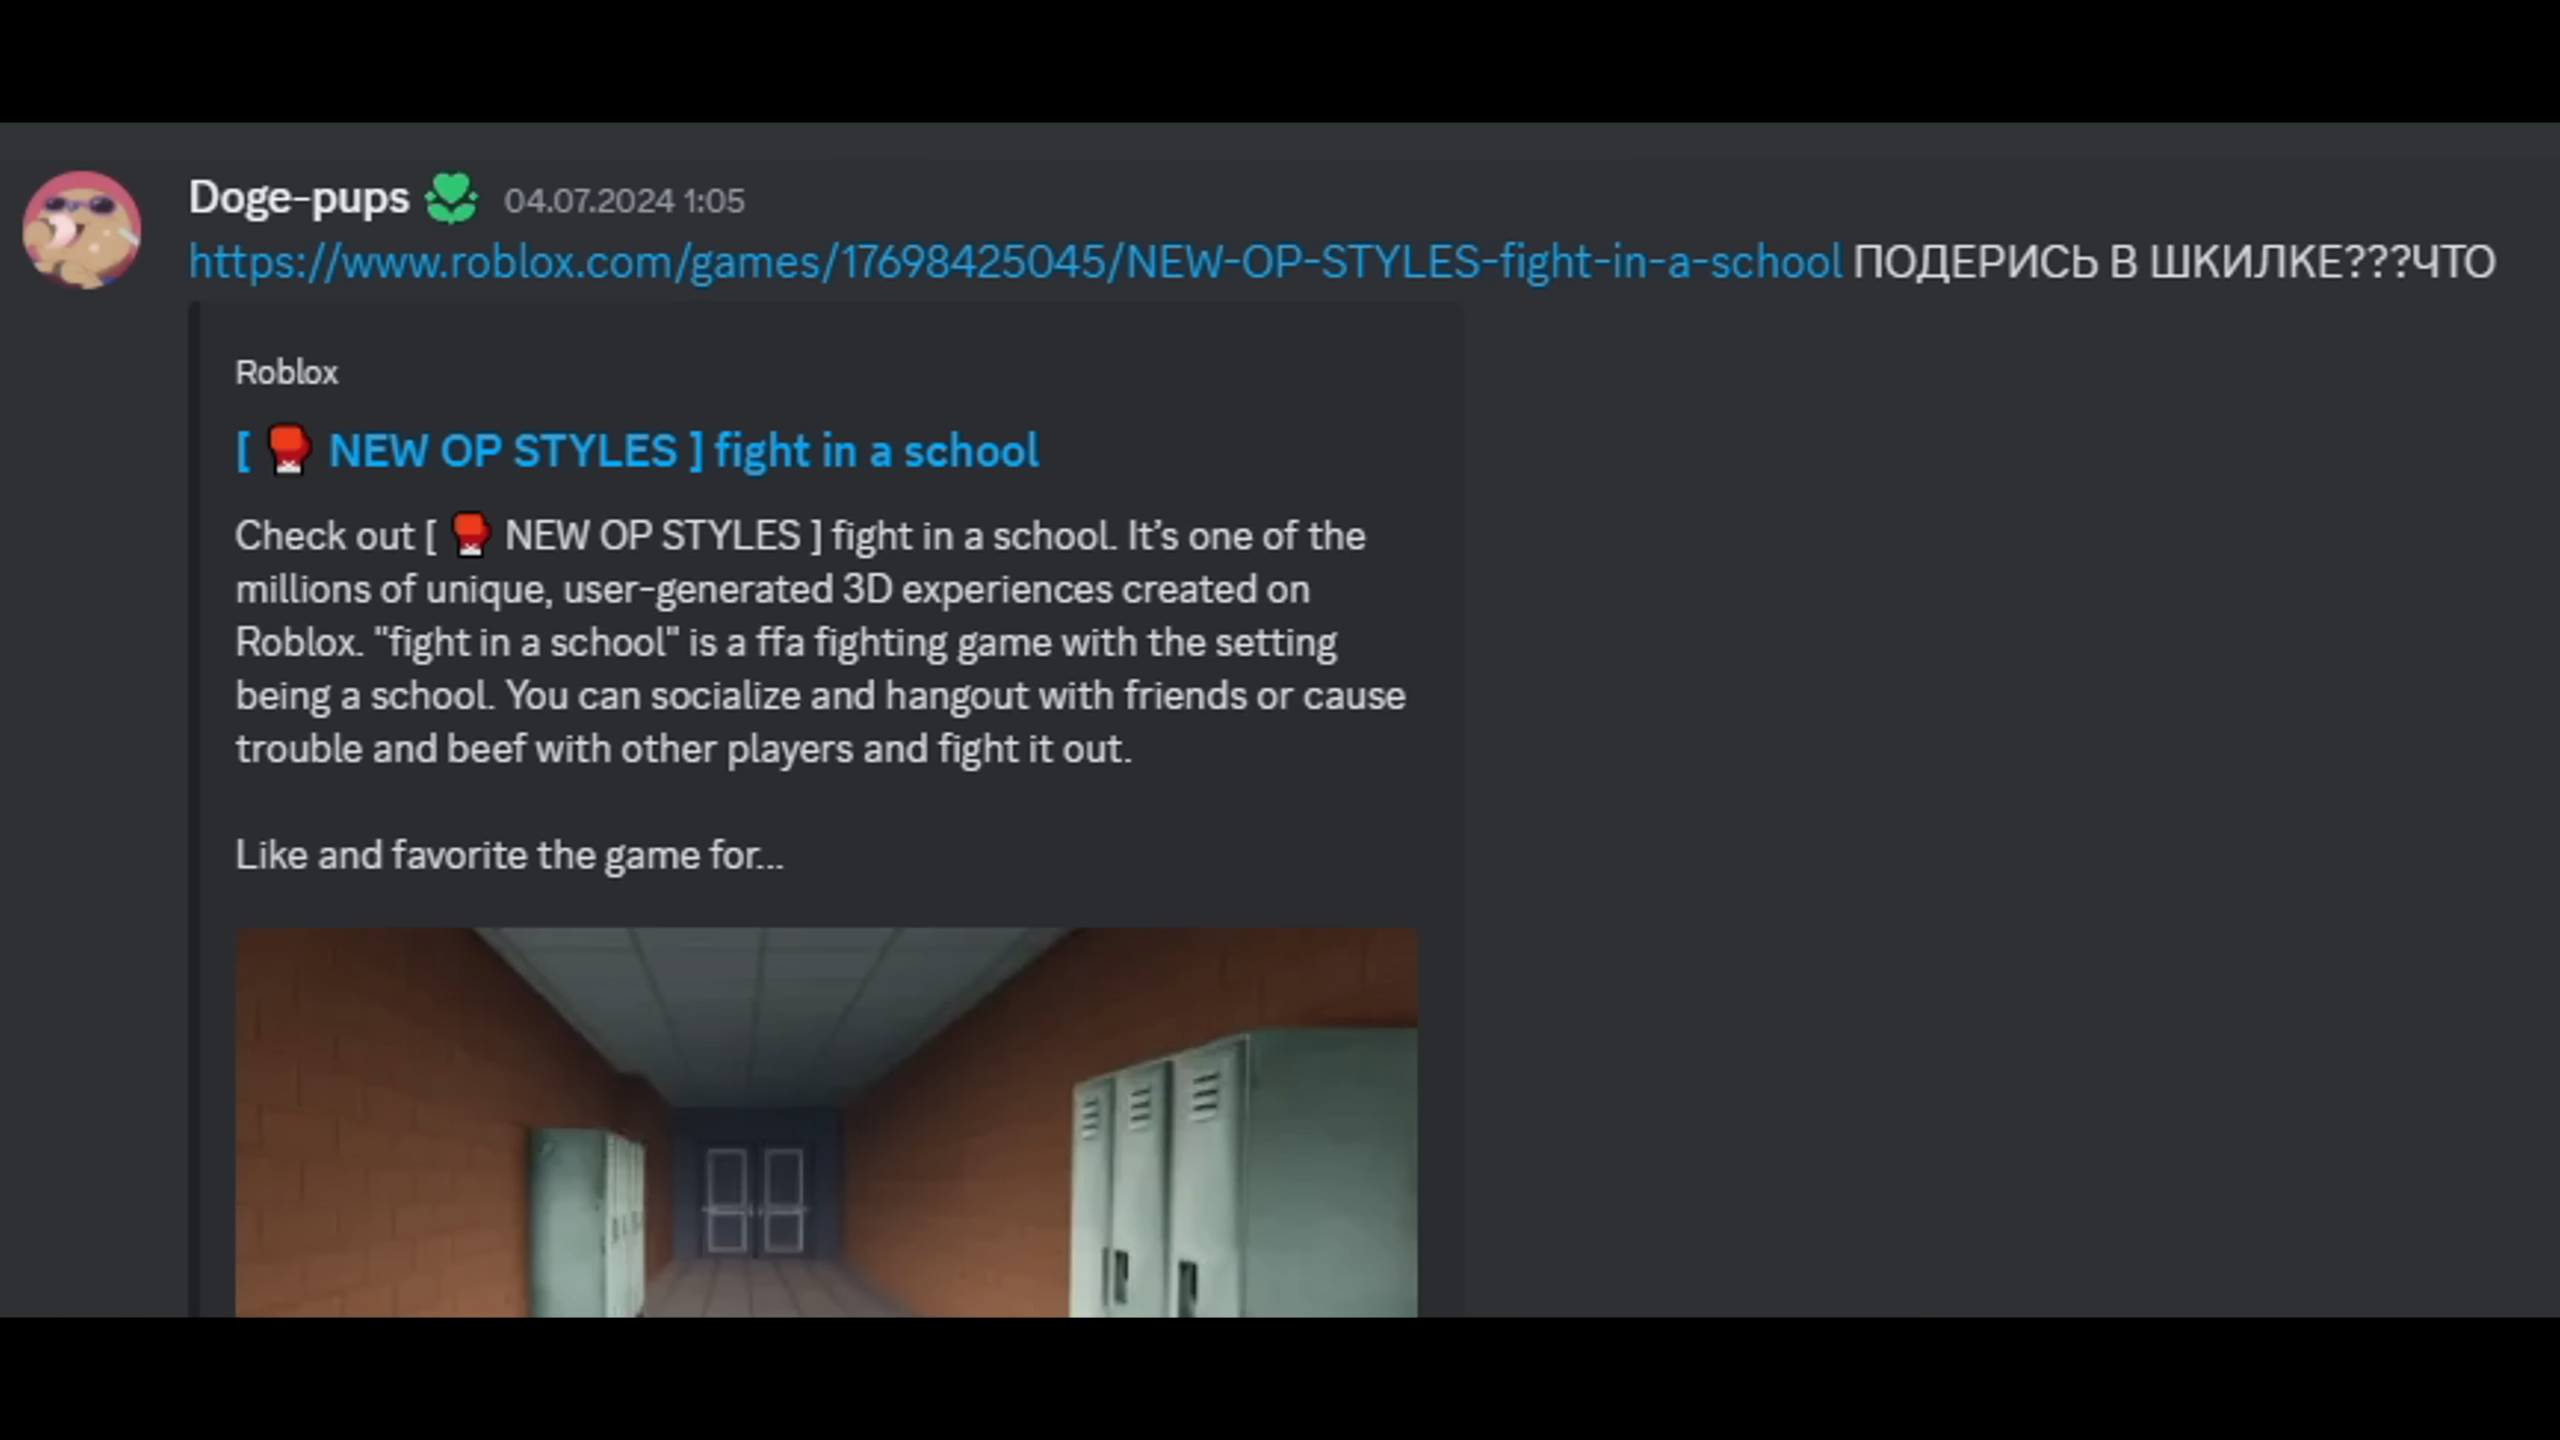 Doge-pups 04.07.2024 1:05
https://www.roblox.com/games/17698425045/NEW-OP-STYLES-fight-in-a-school ПОДЕРИСЬ В ШКИЛКЕ???ЧТО
Roblox
[ 🥊 NEW OP STYLES ] fight in a school
Check out [ 🥊 NEW OP STYLES ] fight in a school. It’s one of the
millions of unique, user-generated 3D experiences created on
Roblox. "fight in a school" is a ffa fighting game with the setting
being a school. You can socialize and hangout with friends or cause
trouble and beef with other players and fight it out.
Like and favorite the game for...